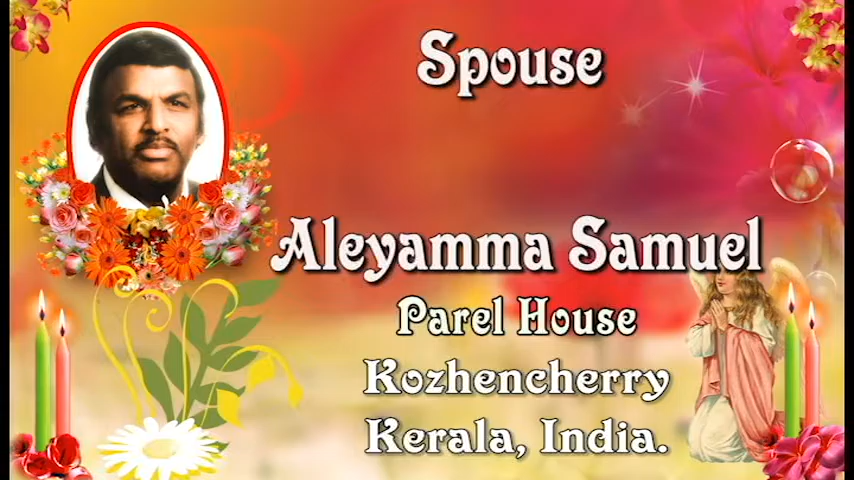 Spouse
Aleyamma Samuel
Parel House
Kozhencherry
Kerala, India.